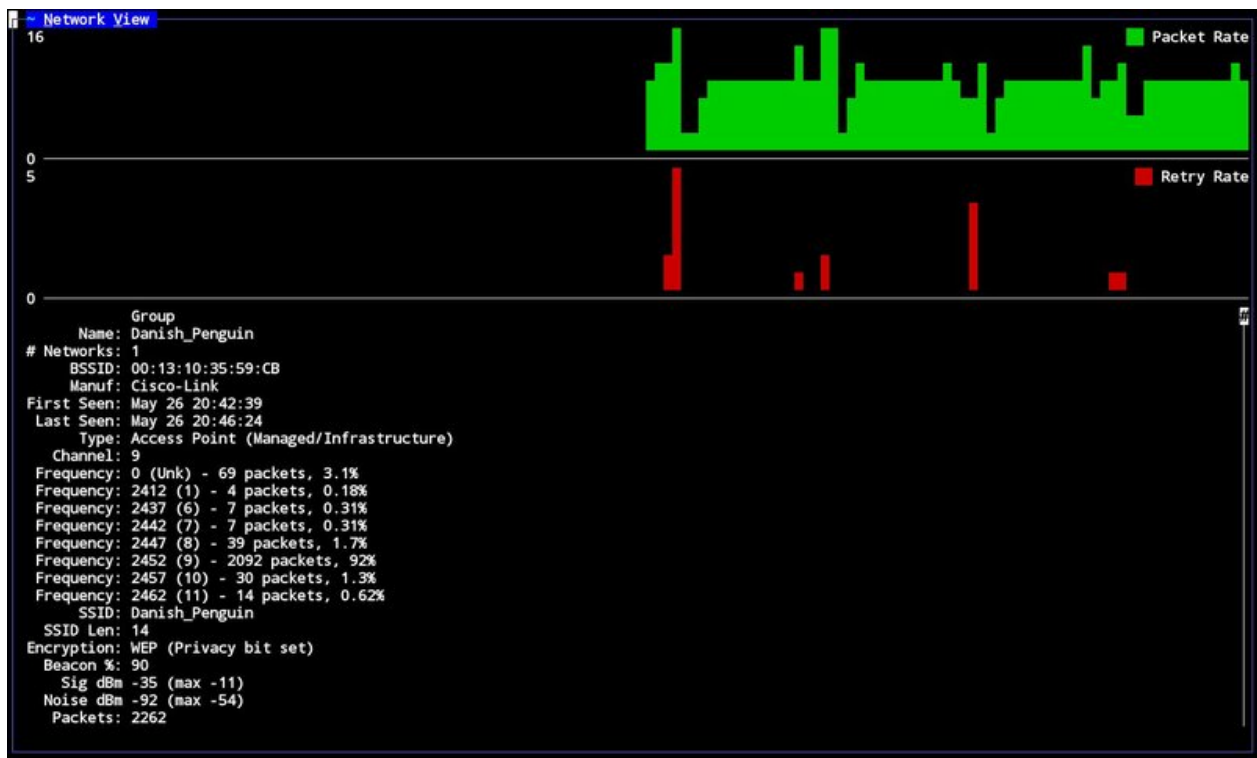 ~ Network View
16
Packet Rate
0
5
Retry Rate
0
Group
Name: Danish_Penguin
# Networks: 1
BSSID: 00:13:10:35:59:CB
Manuf: Cisco-Link
First Seen: May 26 20:42:39
Last Seen: May 26 20:46:24
Type: Access Point (Managed/Infrastructure)
Channel: 9
Frequency: 0 (Unk) - 69 packets, 3.1%
Frequency: 2412 (1) - 4 packets, 0.18%
Frequency: 2437 (6) - 7 packets, 0.31%
Frequency: 2442 (7) - 7 packets, 0.31%
Frequency: 2447 (8) - 39 packets, 1.7%
Frequency: 2452 (9) - 2092 packets, 92%
Frequency: 2457 (10) - 30 packets, 1.3%
Frequency: 2462 (11) - 14 packets, 0.62%
SSID: Danish_Penguin
SSID Len: 14
Encryption: WEP (Privacy bit set)
Beacon %: 90
Sig dBm -35 (max -11)
Noise dBm -92 (max -54)
Packets: 2262